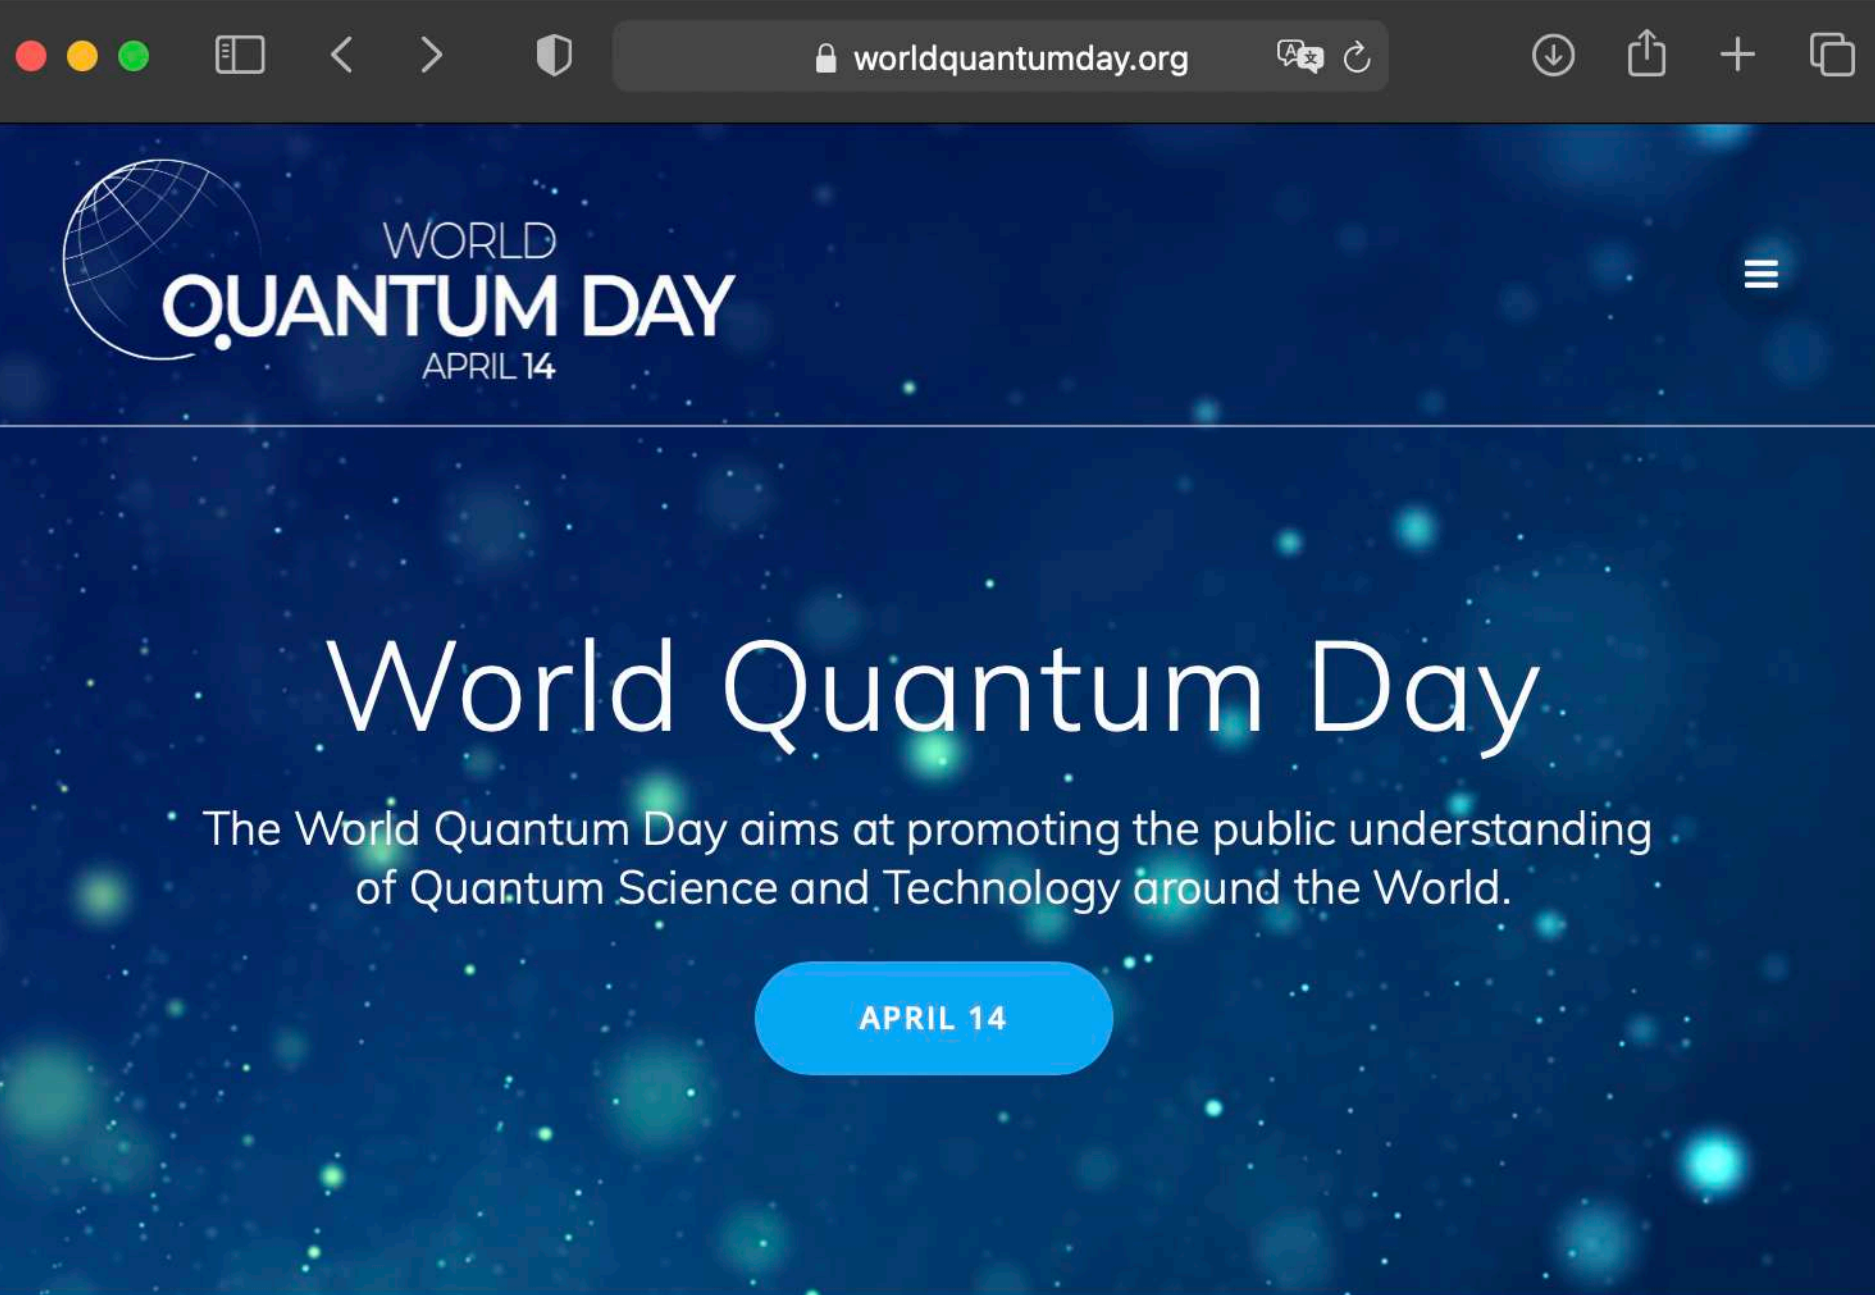 worldquantumday.org
WORLD
QUANTUM DAY
APRIL 14
World Quantum Day
The World Quantum Day aims at promoting the public understanding
of Quantum Science and Technology around the World.
APRIL 14